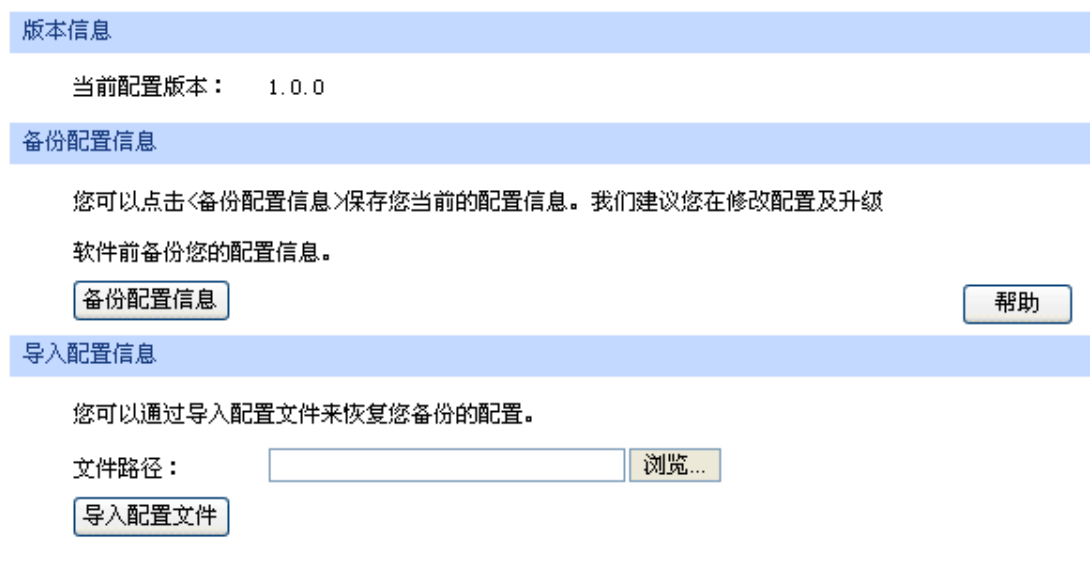 版本信息
当前配置版本： 1.0.0
备份配置信息
您可以点击<备份配置信息>保存您当前的配置信息。我们建议您在修改配置及升级
软件前备份您的配置信息。
备份配置信息 帮助
导入配置信息
您可以通过导入配置文件来恢复您备份的配置。
文件路径： 浏览...
导入配置文件